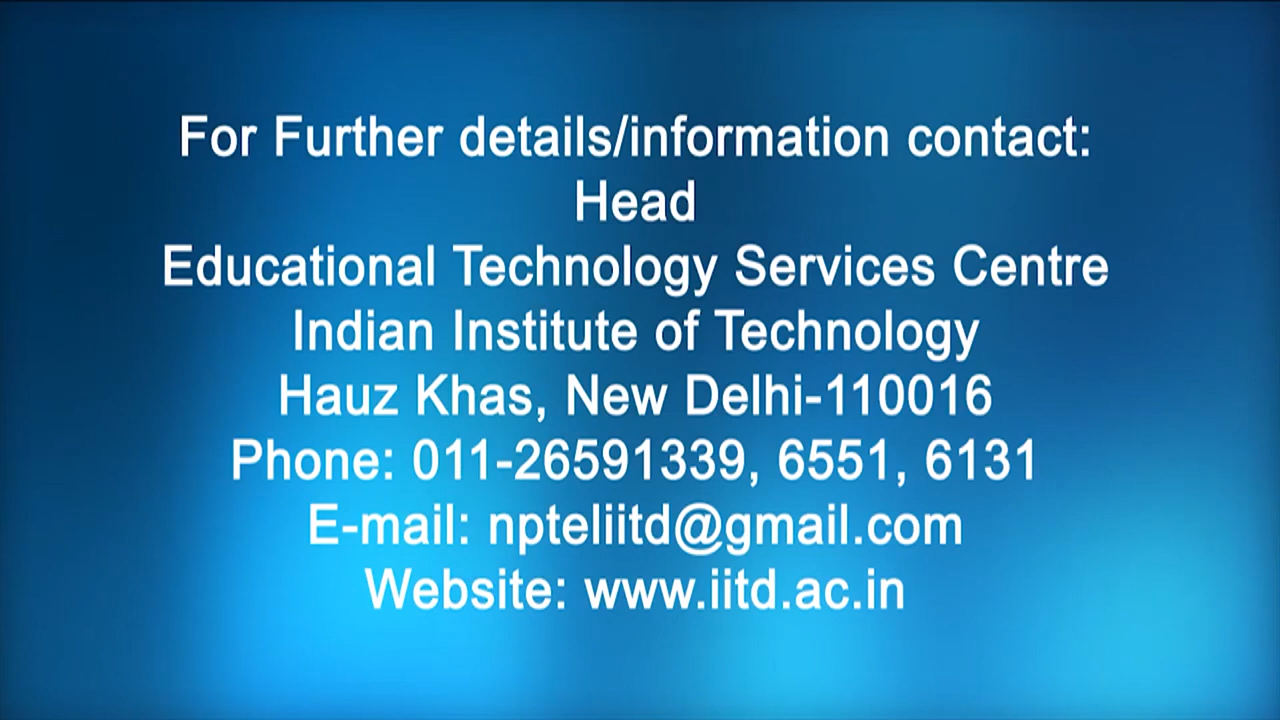 For Further details/information contact:
Head
Educational Technology Services Centre
Indian Institute of Technology
Hauz Khas, New Delhi-110016
Phone: 011-26591339, 6551, 6131
E-mail: npteliitd@gmail.com
Website: www.iitd.ac.in